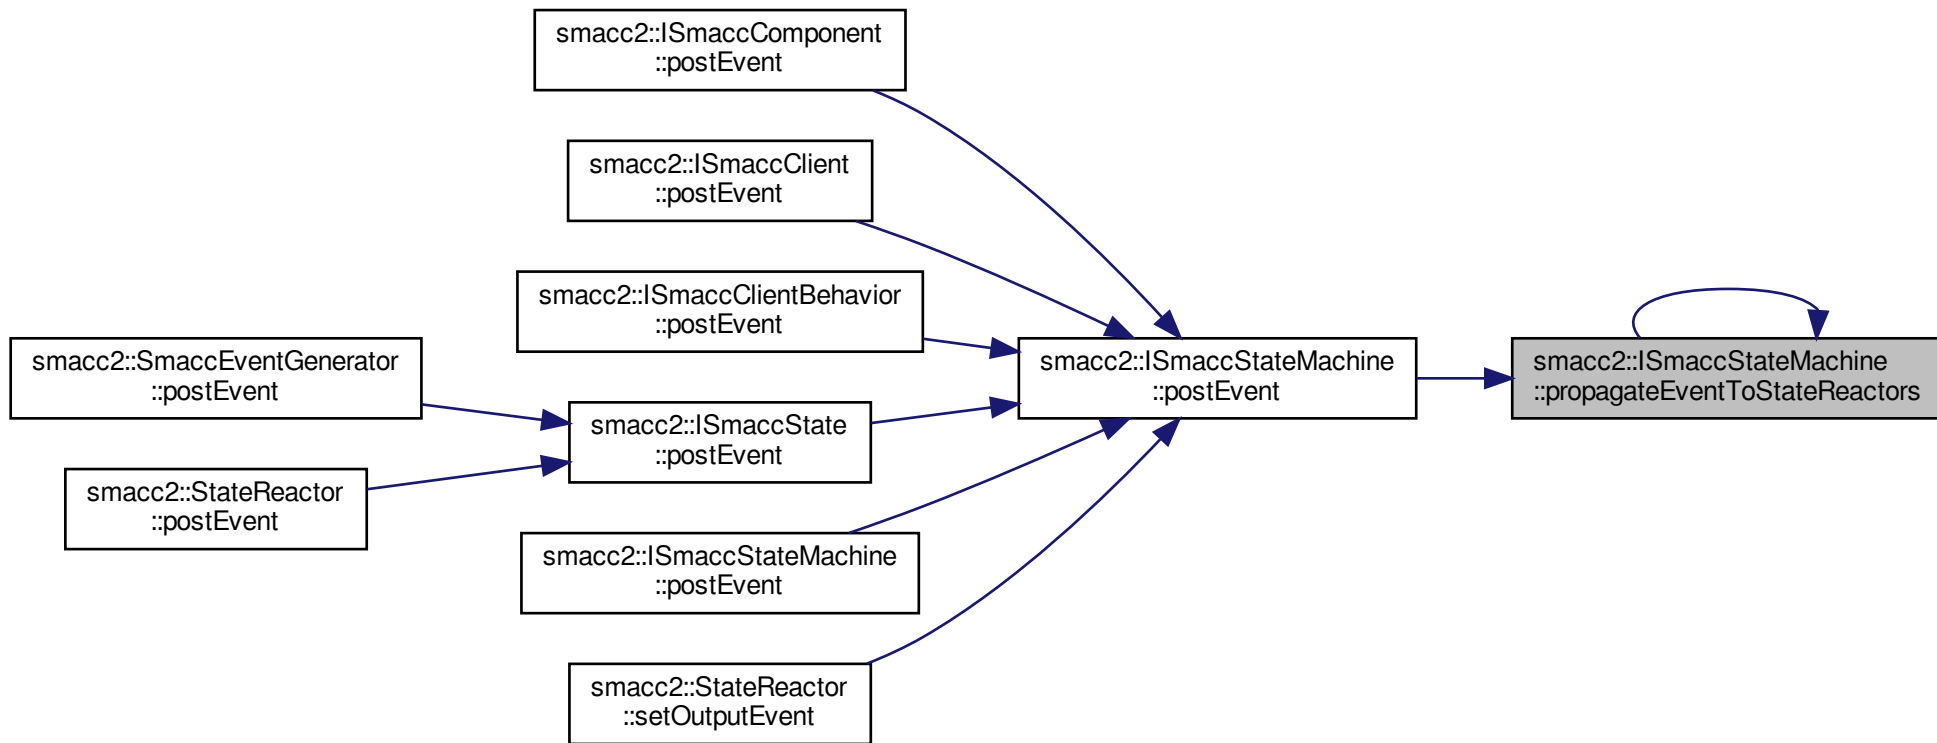 smacc2::ISmaccComponent
::postEvent
smacc2::ISmaccClient
::postEvent
smacc2::ISmaccClientBehavior
::postEvent
smacc2::SmaccEventGenerator
::postEvent
smacc2::ISmaccStateMachine
::postEvent
smacc2::ISmaccStateMachine
::propagateEventToStateReactors
smacc2::ISmaccState
::postEvent
smacc2::StateReactor
::postEvent
smacc2::ISmaccStateMachine
::postEvent
smacc2::StateReactor
::setOutputEvent